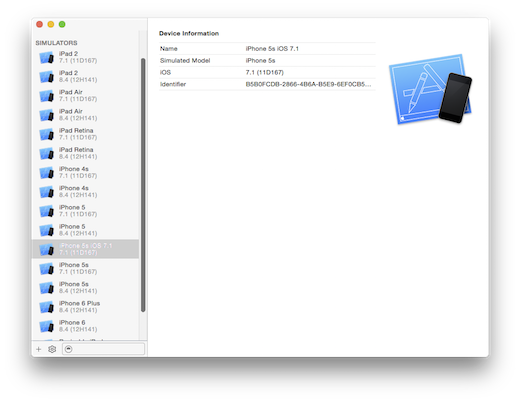 SIMULATORS
iPad 2
7.1 (11D167)
iPad 2
8.4 (12H141)
iPad Air
7.1 (11D167)
iPad Air
8.4 (12H141)
iPad Retina
7.1 (11D167)
iPad Retina
8.4 (12H141)
iPhone 4s
7.1 (11D167)
iPhone 4s
8.4 (12H141)
iPhone 5
7.1 (11D167)
iPhone 5
8.4 (12H141)
iPhone 5s iOS 7.1
7.1 (11D167)
iPhone 5s
7.1 (11D167)
iPhone 5s
8.4 (12H141)
iPhone 6 Plus
8.4 (12H141)
iPhone 6
8.4 (12H141)
Device Information
Name iPhone 5s iOS 7.1
Simulated Model iPhone 5s
iOS 7.1 (11D167)
Identifier B5B0FCDB-2866-4B6A-B5E9-6EF0CB5...